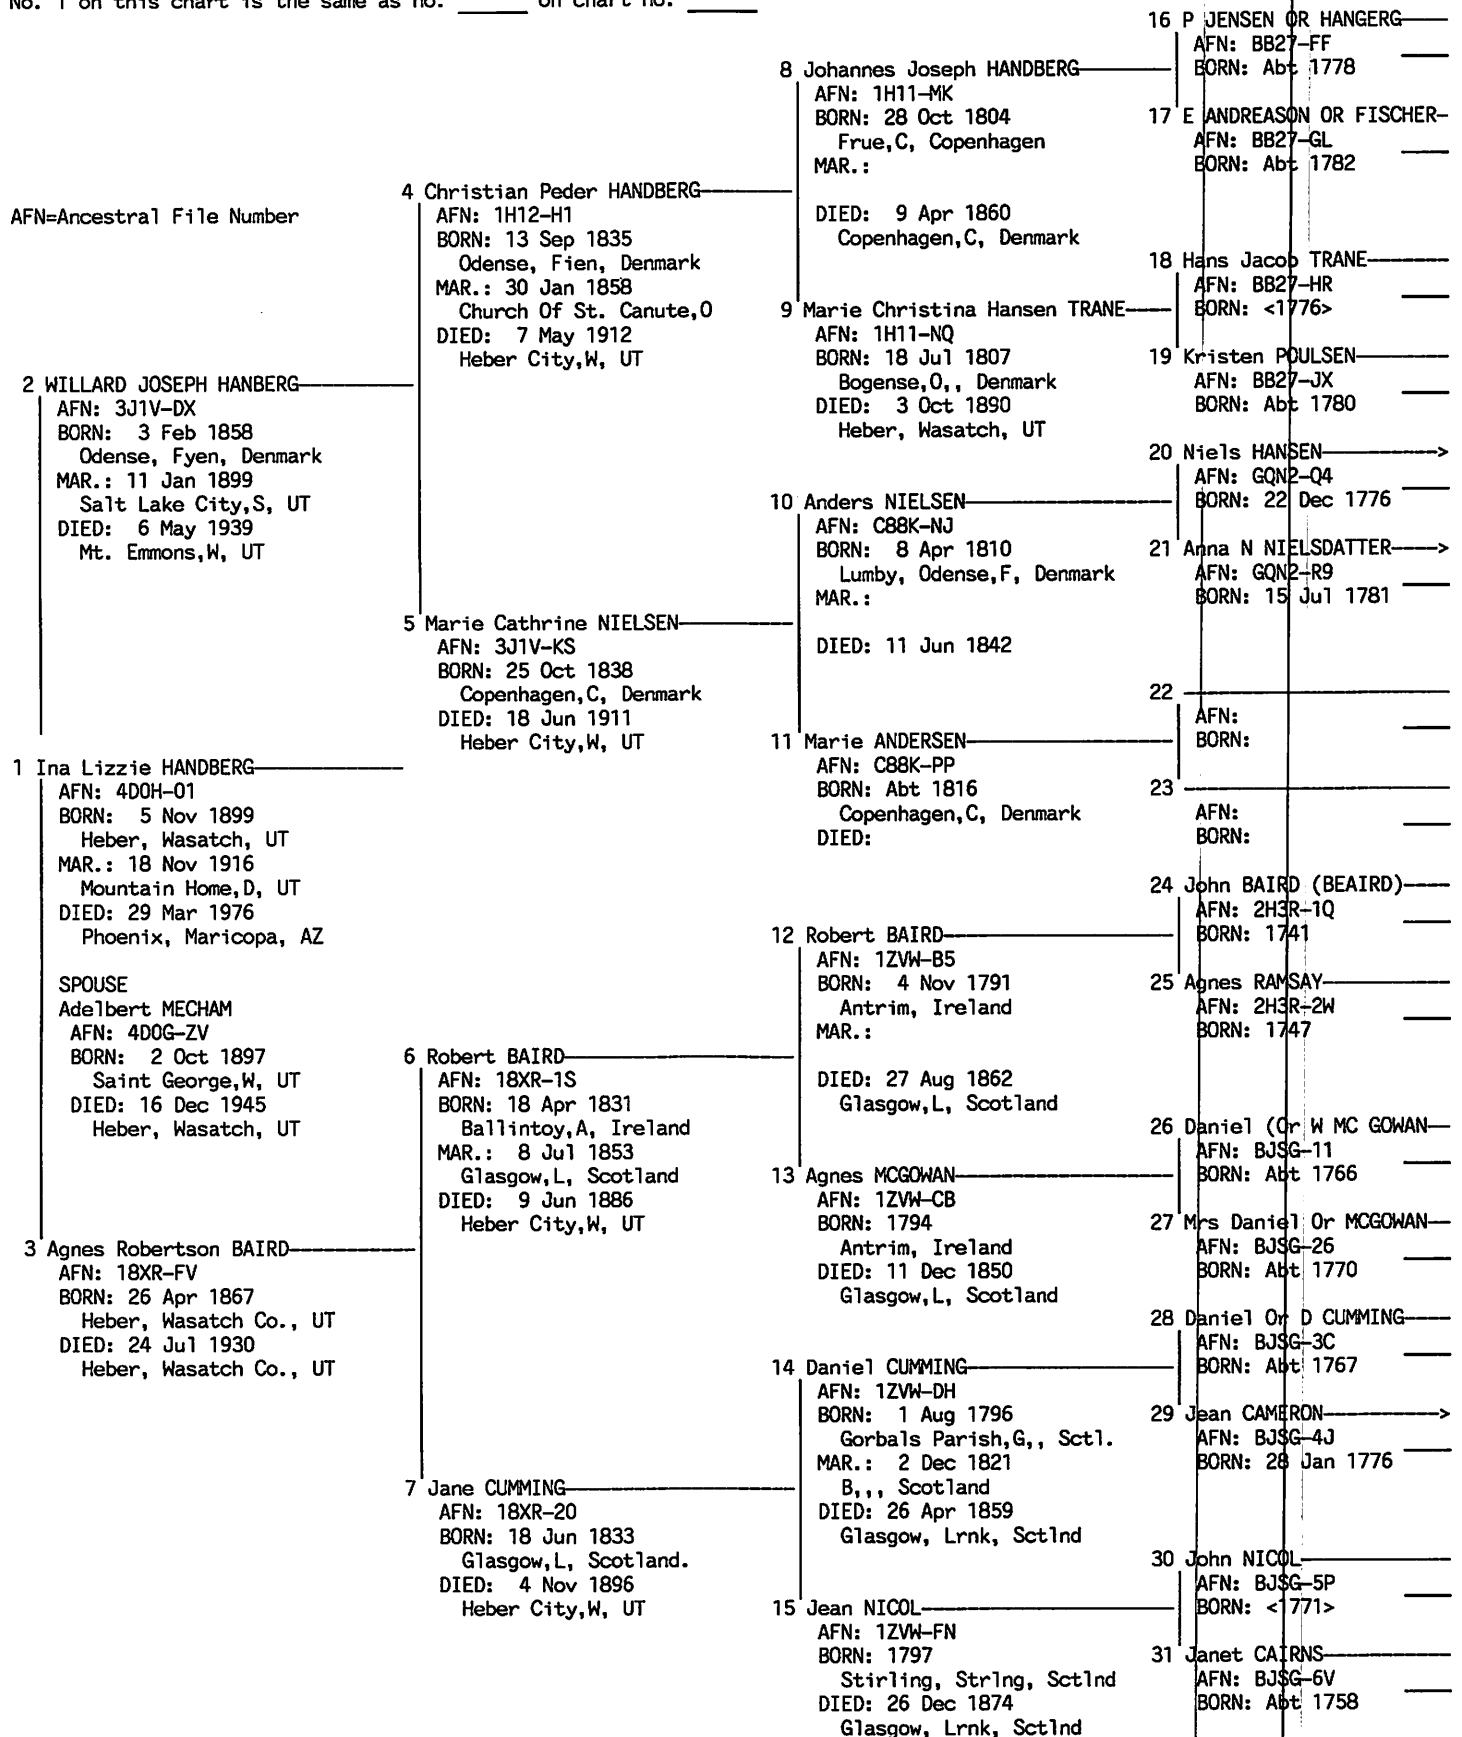 No. 1 on this chart is the same as no. _____ on chart no. _____
AFN=Ancestral File Number
1 Ina Lizzie HANDBERG
AFN: 4D0H-01
BORN: 5 Nov 1899
Heber, Wasatch, UT
MAR.: 18 Nov 1916
Mountain Home,D, UT
DIED: 29 Mar 1976
Phoenix, Maricopa, AZ
SPOUSE
Adelbert MECHAM
AFN: 4D0G-ZV
BORN: 2 Oct 1897
Saint George,W, UT
DIED: 16 Dec 1945
Heber, Wasatch, UT
2 WILLARD JOSEPH HANBERG
AFN: 3J1V-DX
BORN: 3 Feb 1858
Odense, Fyen, Denmark
MAR.: 11 Jan 1899
Salt Lake City,S, UT
DIED: 6 May 1939
Mt. Emmons,W, UT
3 Agnes Robertson BAIRD
AFN: 18XR-FV
BORN: 26 Apr 1867
Heber, Wasatch Co., UT
DIED: 24 Jul 1930
Heber, Wasatch Co., UT
4 Christian Peder HANDBERG
AFN: 1H12-H1
BORN: 13 Sep 1835
Odense, Fien, Denmark
MAR.: 30 Jan 1858
Church Of St. Canute,O
DIED: 7 May 1912
Heber City,W, UT
5 Marie Cathrine NIELSEN
AFN: 3J1V-KS
BORN: 25 Oct 1838
Copenhagen,C, Denmark
DIED: 18 Jun 1911
Heber City,W, UT
6 Robert BAIRD
AFN: 18XR-1S
BORN: 18 Apr 1831
Ballintoy,A, Ireland
MAR.: 8 Jul 1853
Glasgow,L, Scotland
DIED: 9 Jun 1886
Heber City,W, UT
7 Jane CUMMING
AFN: 18XR-20
BORN: 18 Jun 1833
Glasgow,L, Scotland.
DIED: 4 Nov 1896
Heber City,W, UT
8 Johannes Joseph HANDBERG
AFN: 1H11-MK
BORN: 28 Oct 1804
Frue,C, Copenhagen
MAR.:
DIED: 9 Apr 1860
Copenhagen,C, Denmark
9 Marie Christina Hansen TRANE
AFN: 1H11-NQ
BORN: 18 Jul 1807
Bogense,O,, Denmark
DIED: 3 Oct 1890
Heber, Wasatch, UT
10 Anders NIELSEN
AFN: C88K-NJ
BORN: 8 Apr 1810
Lumby, Odense,F, Denmark
MAR.:
DIED: 11 Jun 1842
11 Marie ANDERSEN
AFN: C88K-PP
BORN: Abt 1816
Copenhagen,C, Denmark
DIED:
12 Robert BAIRD
AFN: 1ZVW-B5
BORN: 4 Nov 1791
Antrim, Ireland
MAR.:
DIED: 27 Aug 1862
Glasgow,L, Scotland
13 Agnes MCGOWAN
AFN: 1ZVW-CB
BORN: 1794
Antrim, Ireland
DIED: 11 Dec 1850
Glasgow,L, Scotland
14 Daniel CUMMING
AFN: 1ZVW-DH
BORN: 1 Aug 1796
Gorbals Parish,G,, Sctl.
MAR.: 2 Dec 1821
B,,, Scotland
DIED: 26 Apr 1859
Glasgow, Lrnk, Sctlnd
15 Jean NICOL
AFN: 1ZVW-FN
BORN: 1797
Stirling, Strlng, Sctlnd
DIED: 26 Dec 1874
Glasgow, Lrnk, Sctlnd
16 P JENSEN OR HANGERG
AFN: BB27-FF
BORN: Abt 1778
17 E ANDREASON OR FISCHER
AFN: BB27-GL
BORN: Abt 1782
18 Hans Jacob TRANE
AFN: BB27-HR
BORN: <1776>
19 Kristen POULSEN
AFN: BB27-JX
BORN: Abt 1780
20 Niels HANSEN
AFN: GQN2-Q4
BORN: 22 Dec 1776
21 Anna N NIELSDATTER
AFN: GQN2-R9
BORN: 15 Jul 1781
22
AFN:
BORN:
23
AFN:
BORN:
24 John BAIRD (BEAIRD)
AFN: 2H3R-1Q
BORN: 1741
25 Agnes RAMSAY
AFN: 2H3R-2W
BORN: 1747
26 Daniel (Or W MC GOWAN
AFN: BJSG-11
BORN: Abt 1766
27 Mrs Daniel Or MCGOWAN
AFN: BJSG-26
BORN: Abt 1770
28 Daniel Or D CUMMING
AFN: BJSG-3C
BORN: Abt 1767
29 Jean CAMERON
AFN: BJSG-4J
BORN: 28 Jan 1776
30 John NICOL
AFN: BJSG-5P
BORN: <1771>
31 Janet CAIRNS
AFN: BJSG-6V
BORN: Abt 1758